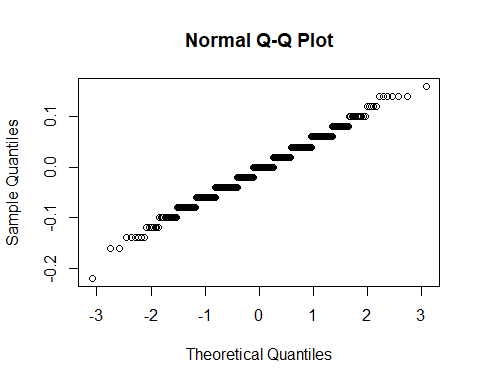 Normal Q-Q Plot
Sample Quantiles
0.1
0.0
-0.1
-0.2
-3 -2 -1 0 1 2 3
Theoretical Quantiles